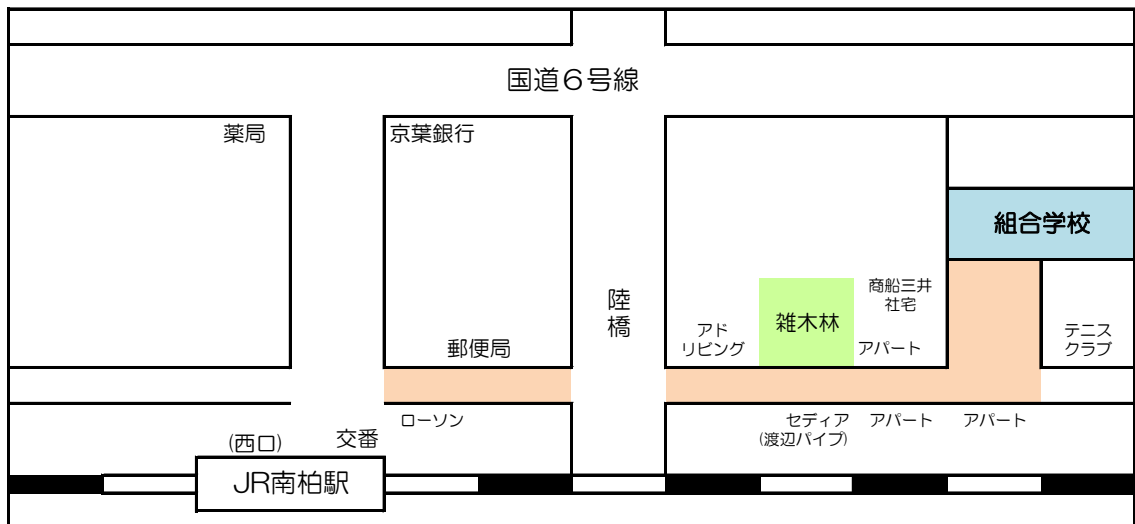 国道６号線
薬局
京葉銀行
組合学校
陸
橋
商船三井
社宅
雑木林
アド
リビング
アパート
テニス
クラブ
郵便局
ローソン
セディア
(渡辺パイプ)
アパート
アパート
(西口)
交番
JR南柏駅